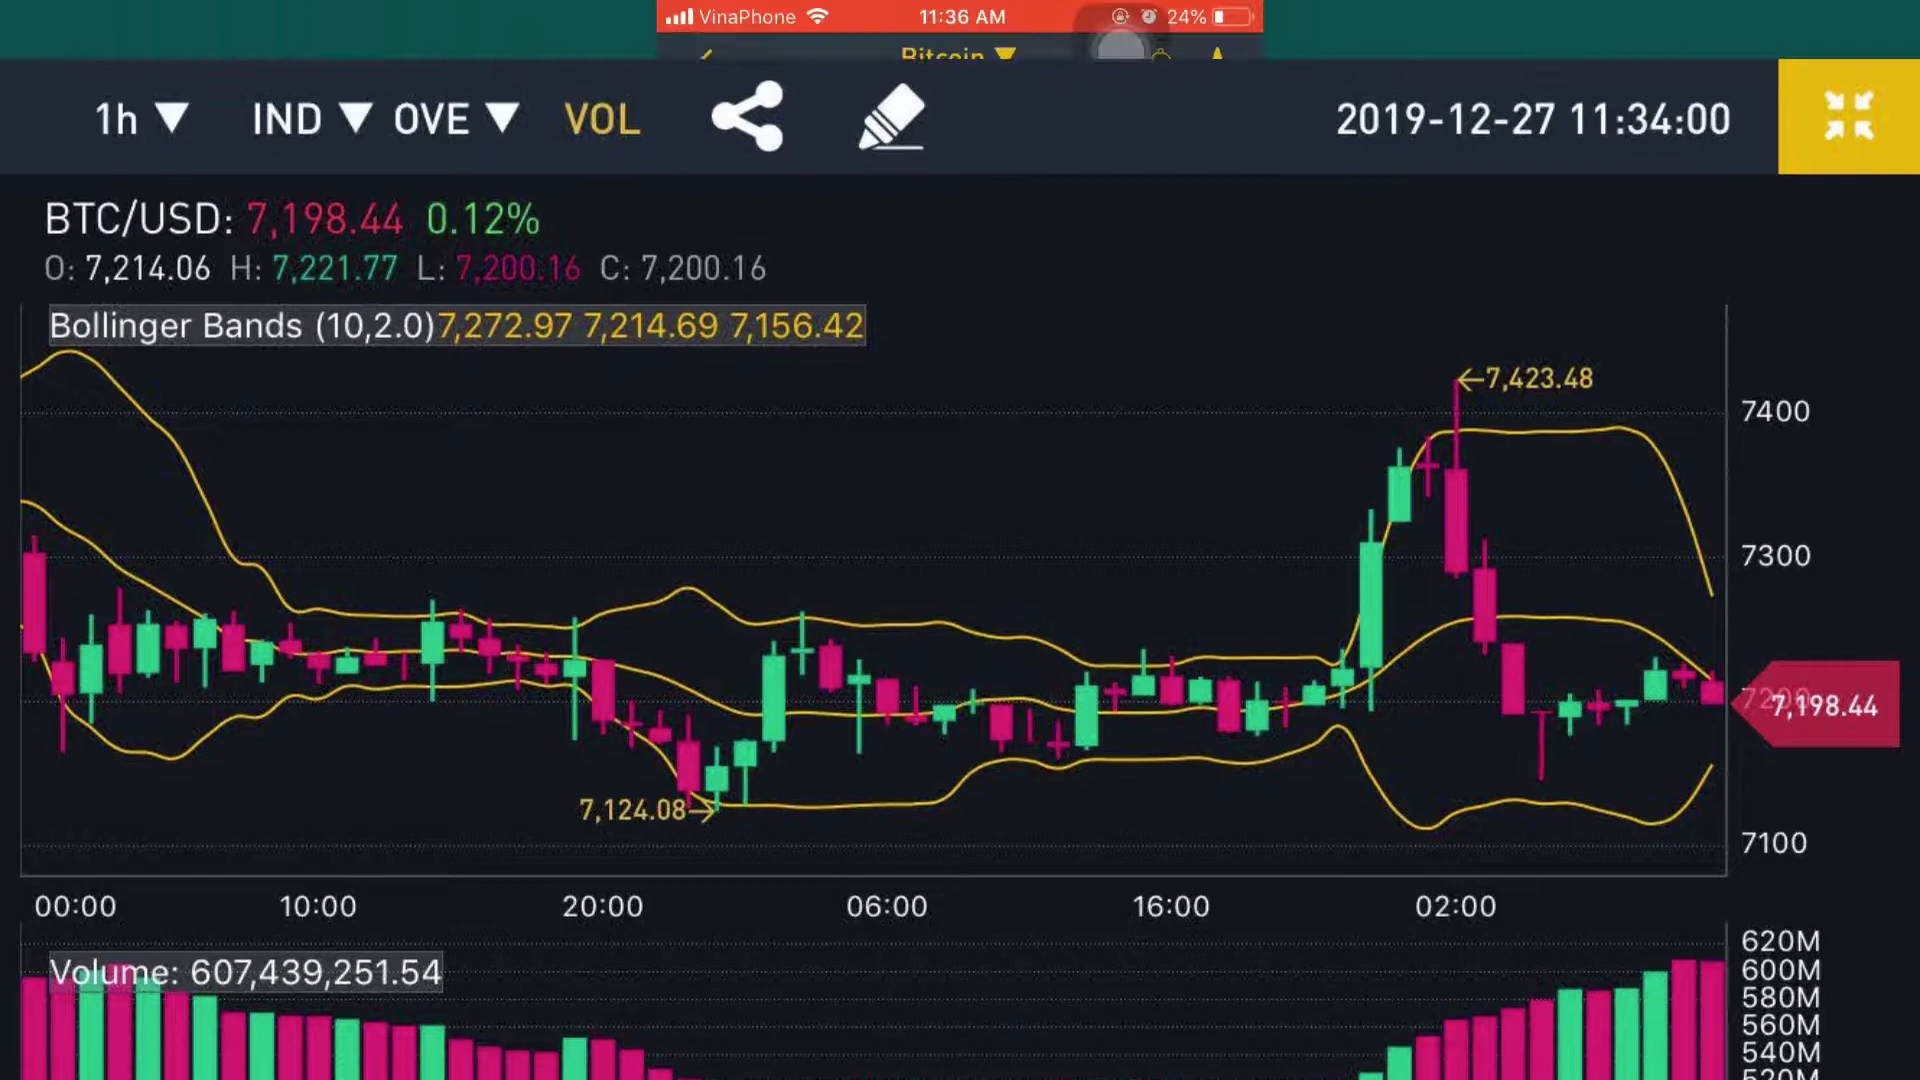 VinaPhone 11:36 AM 24%
Bitcoin
1h IND OVE VOL 2019-12-27 11:34:00
BTC/USD: 7,198.44 0.12%
O: 7,214.06 H: 7,221.77 L: 7,200.16 C: 7,200.16
Bollinger Bands (10,2.0)7,272.97 7,214.69 7,156.42
7,423.48
7400
7300
7200
7,198.44
7,124.08
7100
00:00 10:00 20:00 06:00 16:00 02:00
Volume: 607,439,251.54
620M
600M
580M
560M
540M
520M